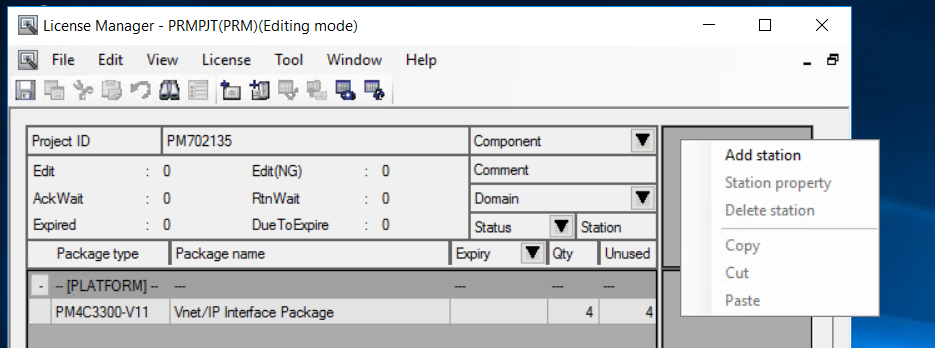 License Manager - PRMPJT(PRM)(Editing mode)
File Edit View License Tool Window Help
Project ID PM702135 Component
Edit : 0 Edit(NG) : 0 Comment
AckWait : 0 RtnWait : 0 Domain
Expired : 0 DueToExpire : 0 Status Station
Package type Package name Expiry Qty Unused
- -- [PLATFORM] -- --- --- --- ---
PM4C3300-V11 Vnet/IP Interface Package 4 4
Add station
Station property
Delete station
Copy
Cut
Paste